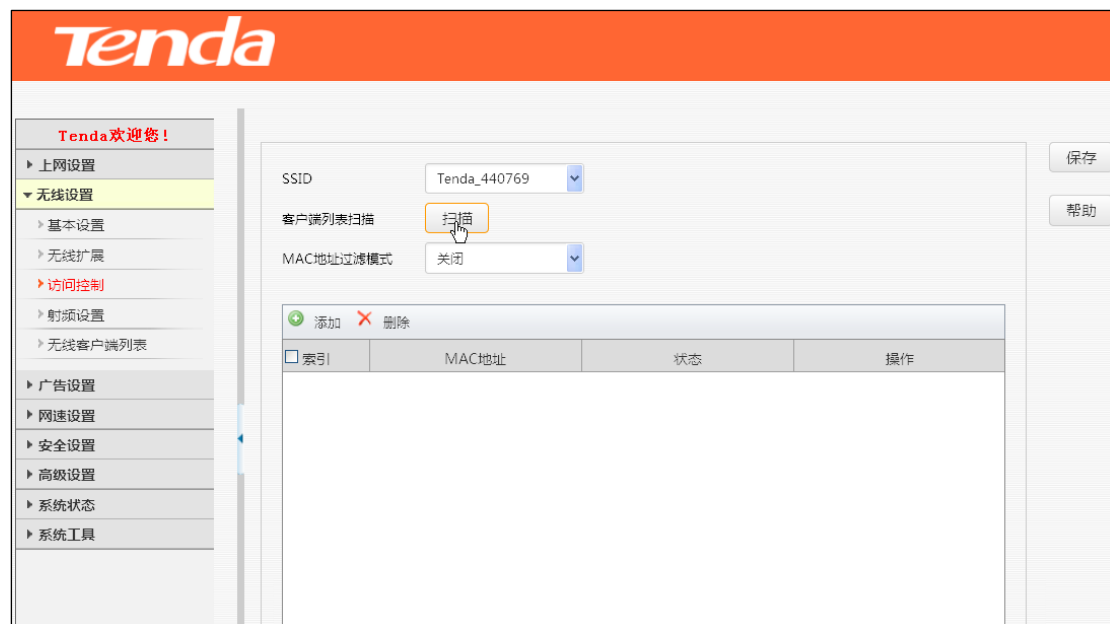 Tenda
Tenda欢迎您!
上网设置
无线设置
基本设置
无线扩展
访问控制
射频设置
无线客户端列表
广告设置
网速设置
安全设置
高级设置
系统状态
系统工具
SSID Tenda_440769
客户端列表扫描 扫描
MAC地址过滤模式 关闭
添加 删除
索引 MAC地址 状态 操作
保存
帮助